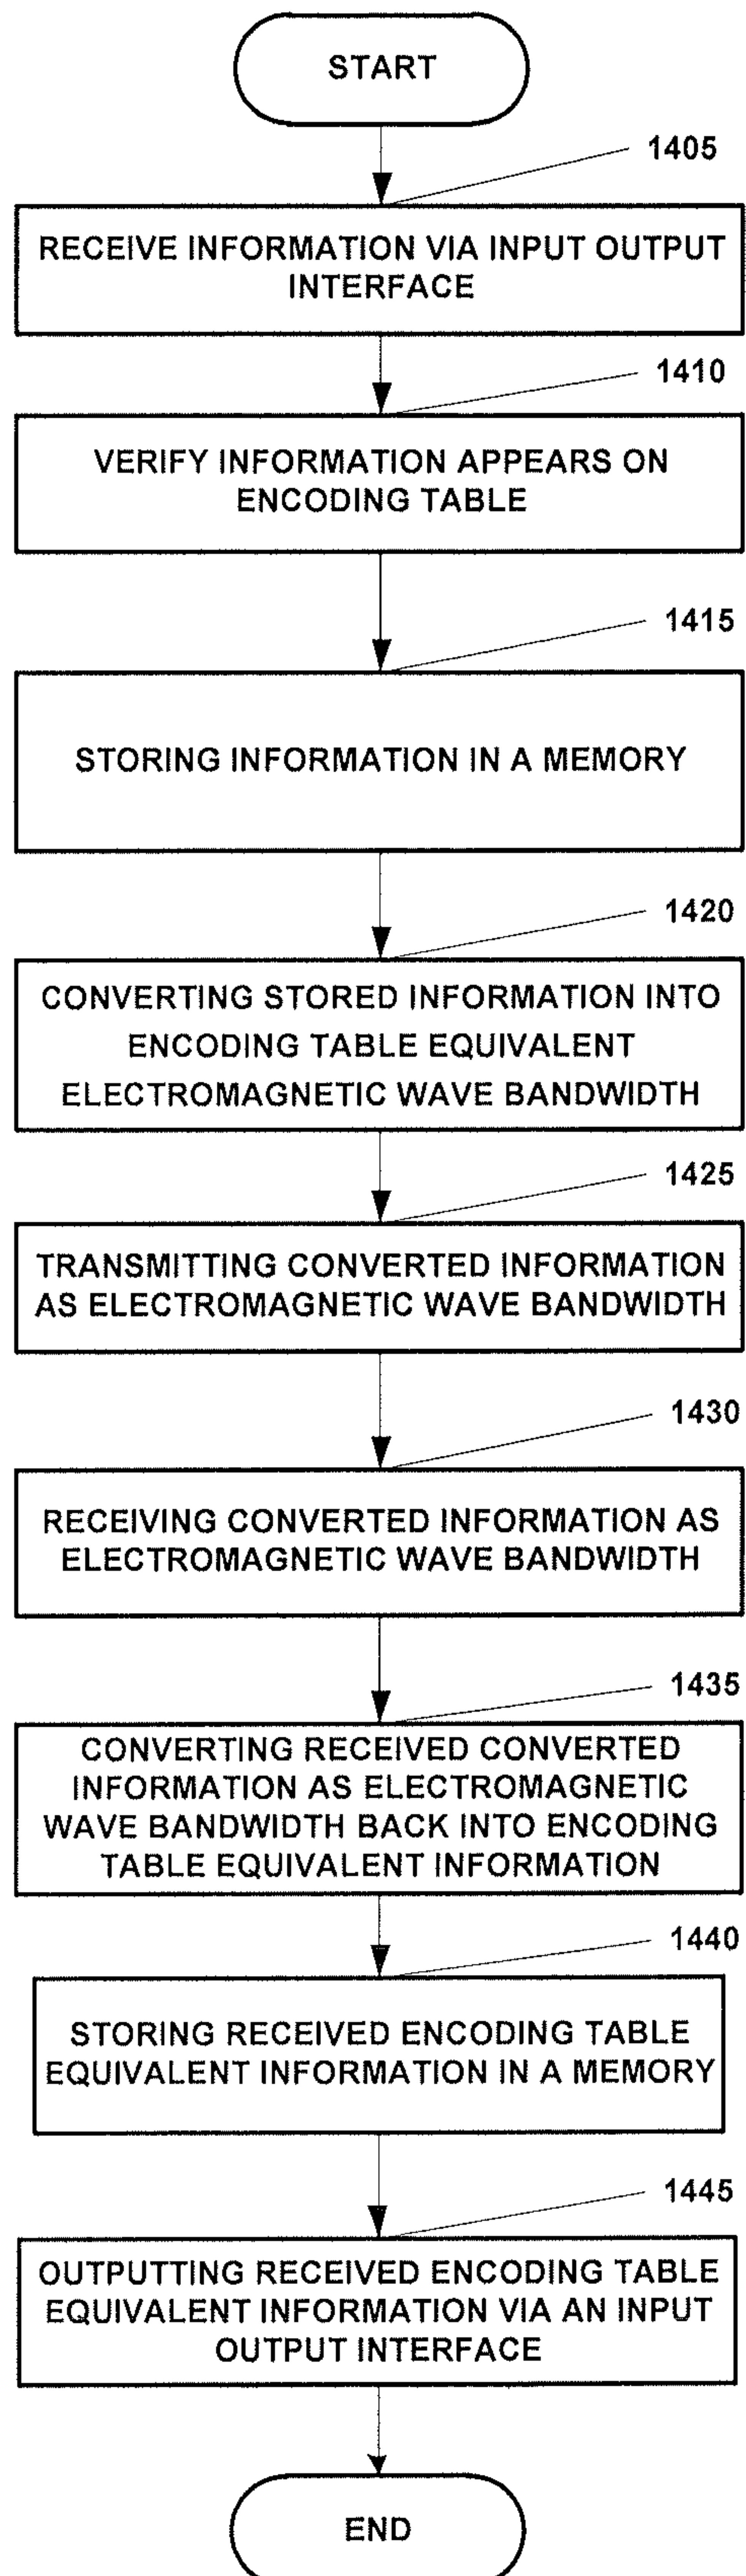 START
1405
RECEIVE INFORMATION VIA INPUT OUTPUT
INTERFACE
1410
VERIFY INFORMATION APPEARS ON
ENCODING TABLE
1415
STORING INFORMATION IN A MEMORY
1420
CONVERTING STORED INFORMATION INTO
ENCODING TABLE EQUIVALENT
ELECTROMAGNETIC WAVE BANDWIDTH
1425
TRANSMITTING CONVERTED INFORMATION
AS ELECTROMAGNETIC WAVE BANDWIDTH
1430
RECEIVING CONVERTED INFORMATION AS
ELECTROMAGNETIC WAVE BANDWIDTH
1435
CONVERTING RECEIVED CONVERTED
INFORMATION AS ELECTROMAGNETIC
WAVE BANDWIDTH BACK INTO ENCODING
TABLE EQUIVALENT INFORMATION
1440
STORING RECEIVED ENCODING TABLE
EQUIVALENT INFORMATION IN A MEMORY
1445
OUTPUTTING RECEIVED ENCODING TABLE
EQUIVALENT INFORMATION VIA AN INPUT
OUTPUT INTERFACE
END